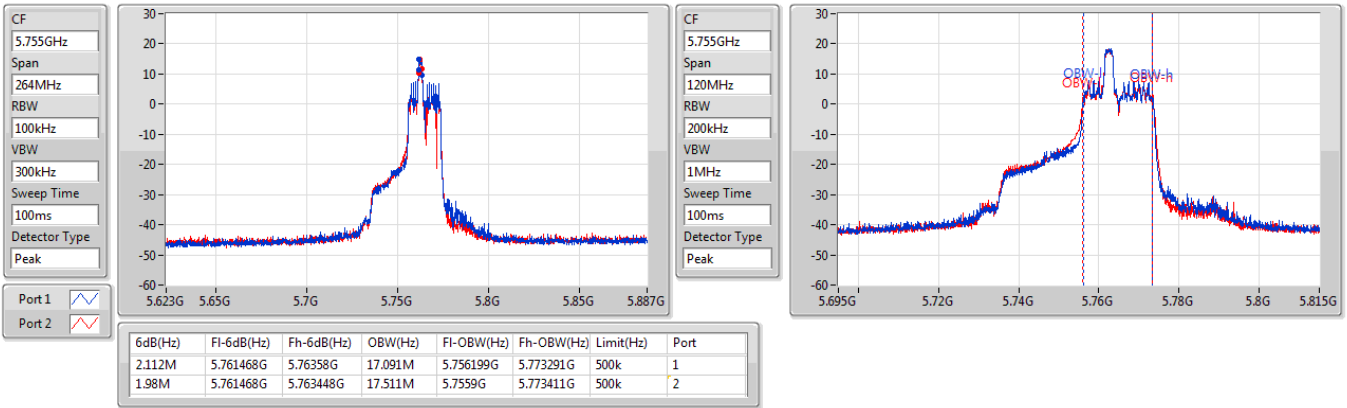 CF
5.755GHz
Span
264MHz
RBW
100kHz
VBW
300kHz
Sweep Time
100ms
Detector Type
Peak
Port 1
Port 2
30
20
10
0
-10
-20
-30
-40
-50
-60
5.623G 5.65G 5.7G 5.75G 5.8G 5.85G 5.887G
CF
5.755GHz
Span
120MHz
RBW
200kHz
VBW
1MHz
Sweep Time
100ms
Detector Type
Peak
30
20
10
0
-10
-20
-30
-40
-50
-60
OBW-l OBW-h
5.695G 5.72G 5.74G 5.76G 5.78G 5.8G 5.815G
6dB(Hz) Fl-6dB(Hz) Fh-6dB(Hz) OBW(Hz) Fl-OBW(Hz) Fh-OBW(Hz) Limit(Hz) Port
2.112M 5.761468G 5.76358G 17.091M 5.756199G 5.773291G 500k 1
1.98M 5.761468G 5.763448G 17.511M 5.7559G 5.773411G 500k 2